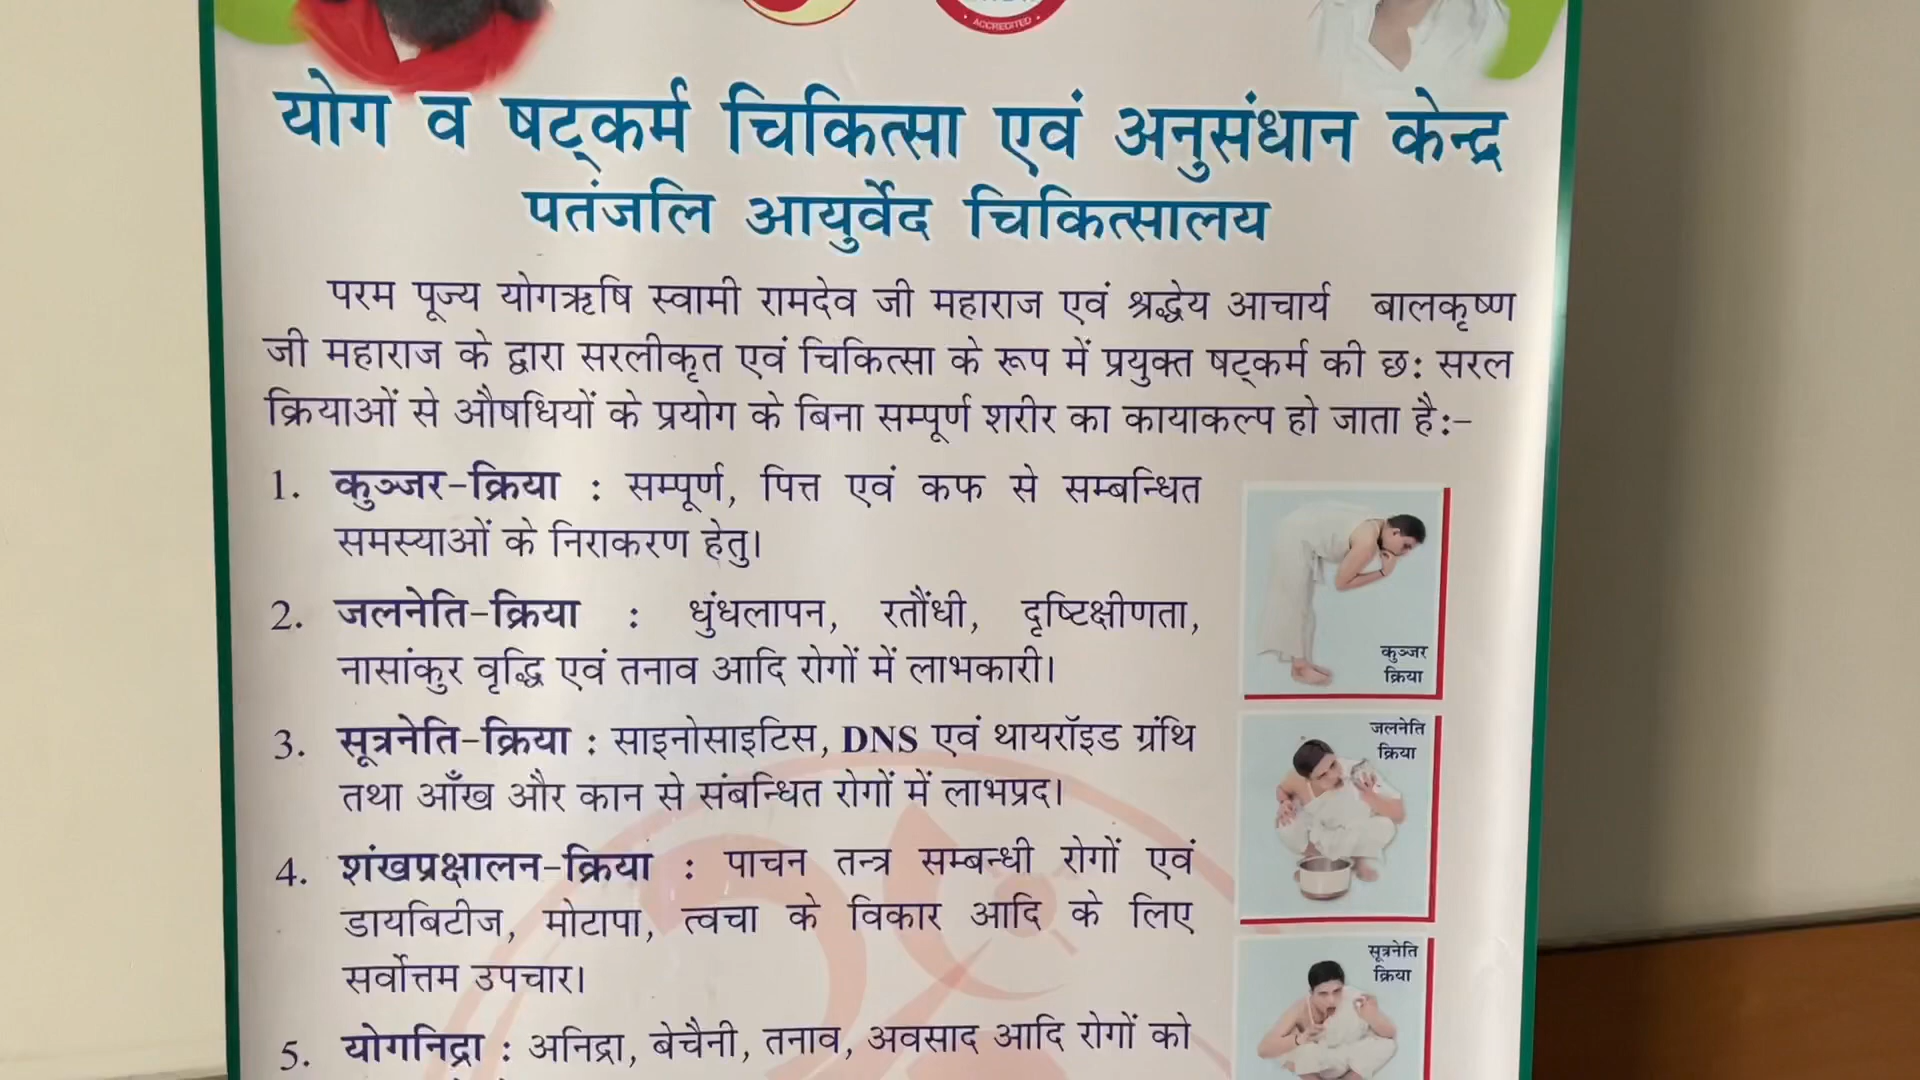 ACCREDITED
योग व षट्कर्म चिकित्सा एवं अनुसंधान केन्द्र
पतंजलि आयुर्वेद चिकित्सालय
परम पूज्य योगऋषि स्वामी रामदेव जी महाराज एवं श्रद्धेय आचार्य बालकृष्ण
जी महाराज के द्वारा सरलीकृत एवं चिकित्सा के रूप में प्रयुक्त षट्कर्म की छः सरल
क्रियाओं से औषधियों के प्रयोग के बिना सम्पूर्ण शरीर का कायाकल्प हो जाता है:-
1. कुञ्जर-क्रिया : सम्पूर्ण, पित्त एवं कफ से सम्बन्धित
समस्याओं के निराकरण हेतु।
2. जलनेति-क्रिया : धुंधलापन, रतौंधी, दृष्टिक्षीणता,
नासांकुर वृद्धि एवं तनाव आदि रोगों में लाभकारी।
3. सूत्रनेति-क्रिया : साइनोसाइटिस, DNS एवं थायरॉइड ग्रंथि
तथा आँख और कान से संबन्धित रोगों में लाभप्रद।
4. शंखप्रक्षालन-क्रिया : पाचन तन्त्र सम्बन्धी रोगों एवं
डायबिटीज, मोटापा, त्वचा के विकार आदि के लिए
सर्वोत्तम उपचार।
5. योगनिद्रा : अनिद्रा, बेचैनी, तनाव, अवसाद आदि रोगों को
कुञ्जर
क्रिया
जलनेति
क्रिया
सूत्रनेति
क्रिया